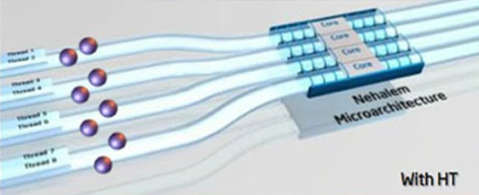 Thread 1
Thread 2
Thread 3
Thread 4
Thread 5
Thread 6
Thread 7
Thread 8
Core
Core
Core
Core
Nehalem
Microarchitecture
With HT